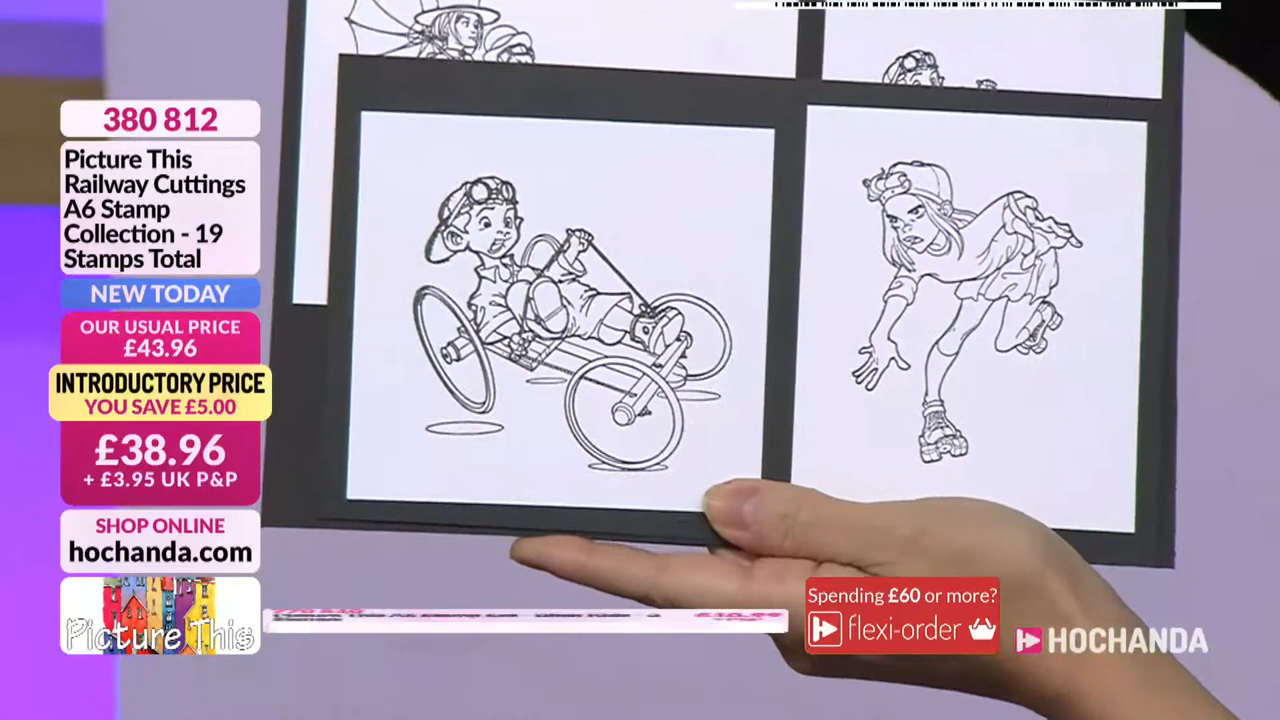 380 812
Picture This
Railway Cuttings
A6 Stamp
Collection - 19
Stamps Total
NEW TODAY
OUR USUAL PRICE
£43.96
INTRODUCTORY PRICE
YOU SAVE £5.00
£38.96
+ £3.95 UK P&P
SHOP ONLINE
hochanda.com
Picture This
Spending £60 or more?
flexi-order
HOCHANDA